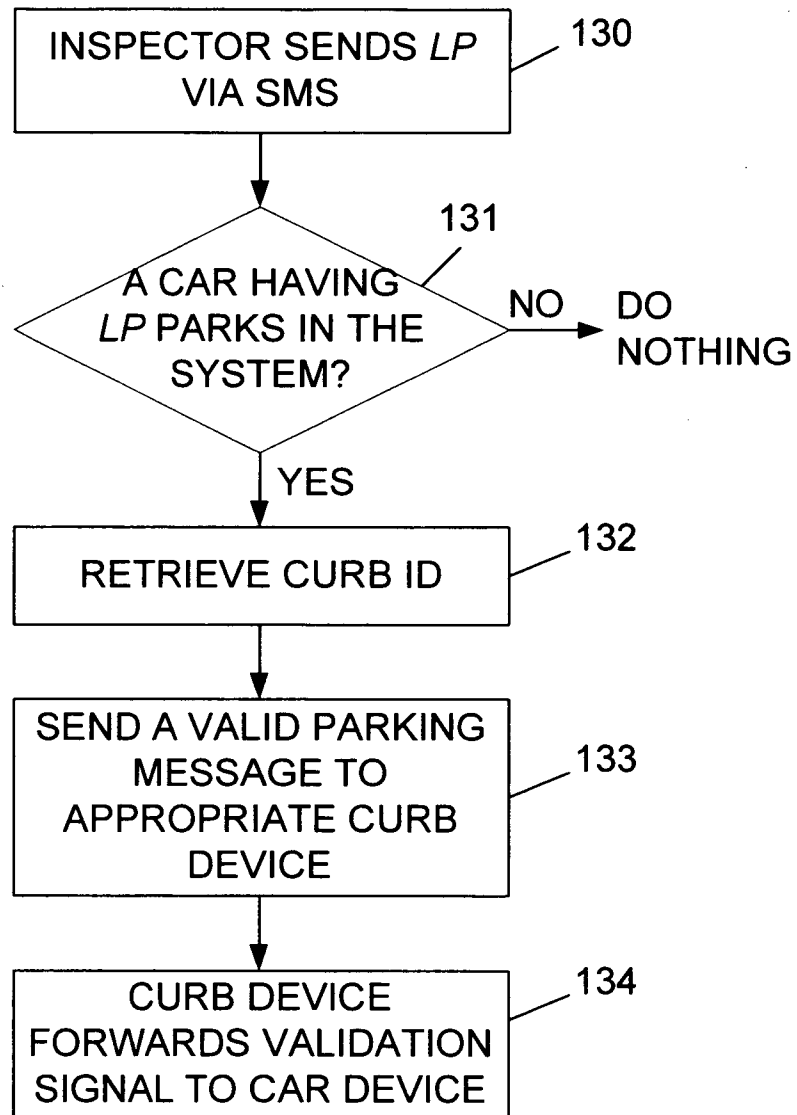 INSPECTOR SENDS LP
VIA SMS
130
131
A CAR HAVING
LP PARKS IN THE
SYSTEM?
NO
DO
NOTHING
YES
132
RETRIEVE CURB ID
SEND A VALID PARKING
MESSAGE TO
APPROPRIATE CURB
DEVICE
133
134
CURB DEVICE
FORWARDS VALIDATION
SIGNAL TO CAR DEVICE